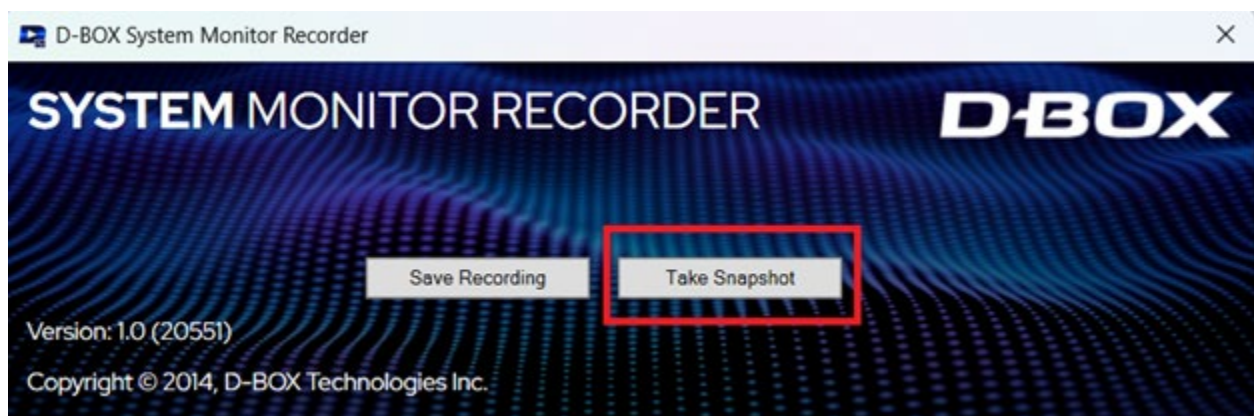 D-BOX System Monitor Recorder
SYSTEM MONITOR RECORDER
D-BOX
Save Recording
Take Snapshot
Version: 1.0 (20551)
Copyright © 2014, D-BOX Technologies Inc.